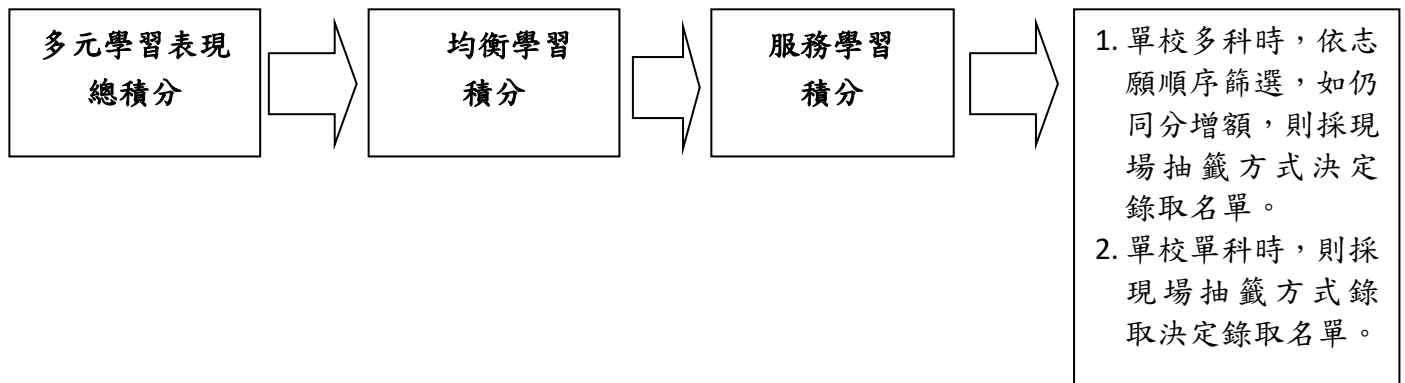 多元學習表現
總積分
均衡學習
積分
服務學習
積分
1. 單校多科時，依志
願順序篩選，如仍
同分增額，則採現
場抽籤方式決定
錄取名單。
2. 單校單科時，則採
現場抽籤方式錄
取決定錄取名單。